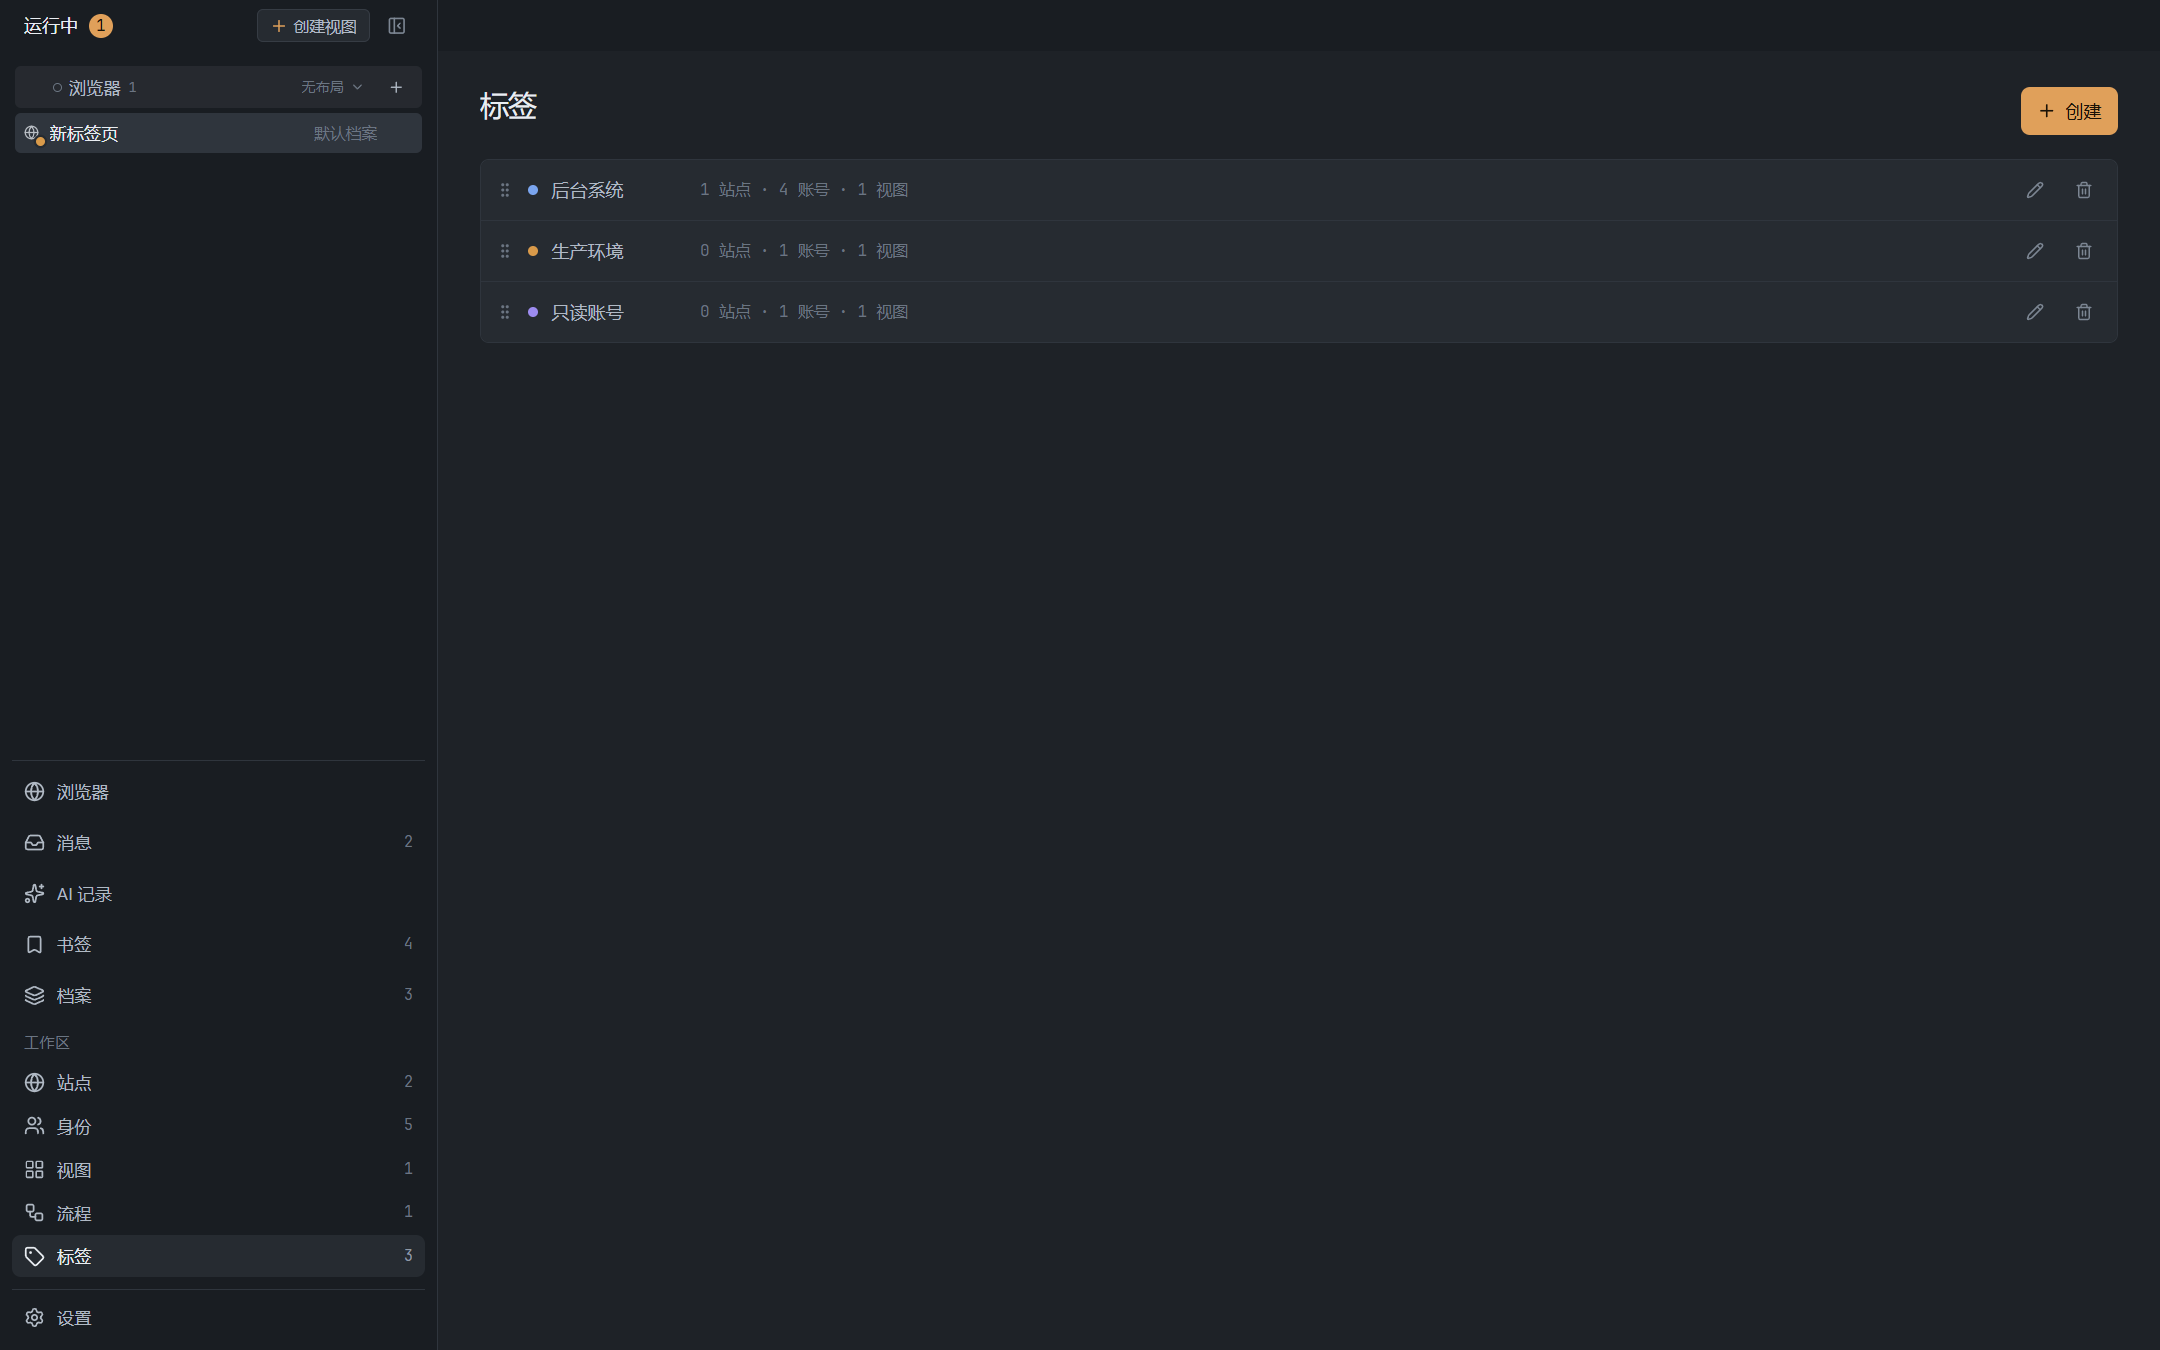 运行中 1
创建视图
浏览器 1
无布局
新标签页
默认档案
浏览器
消息 2
AI 记录
书签 4
档案 3
工作区
站点 2
身份 5
视图 1
流程 1
标签 3
设置
标签
创建
后台系统 1 站点 · 4 账号 · 1 视图
生产环境 0 站点 · 1 账号 · 1 视图
只读账号 0 站点 · 1 账号 · 1 视图